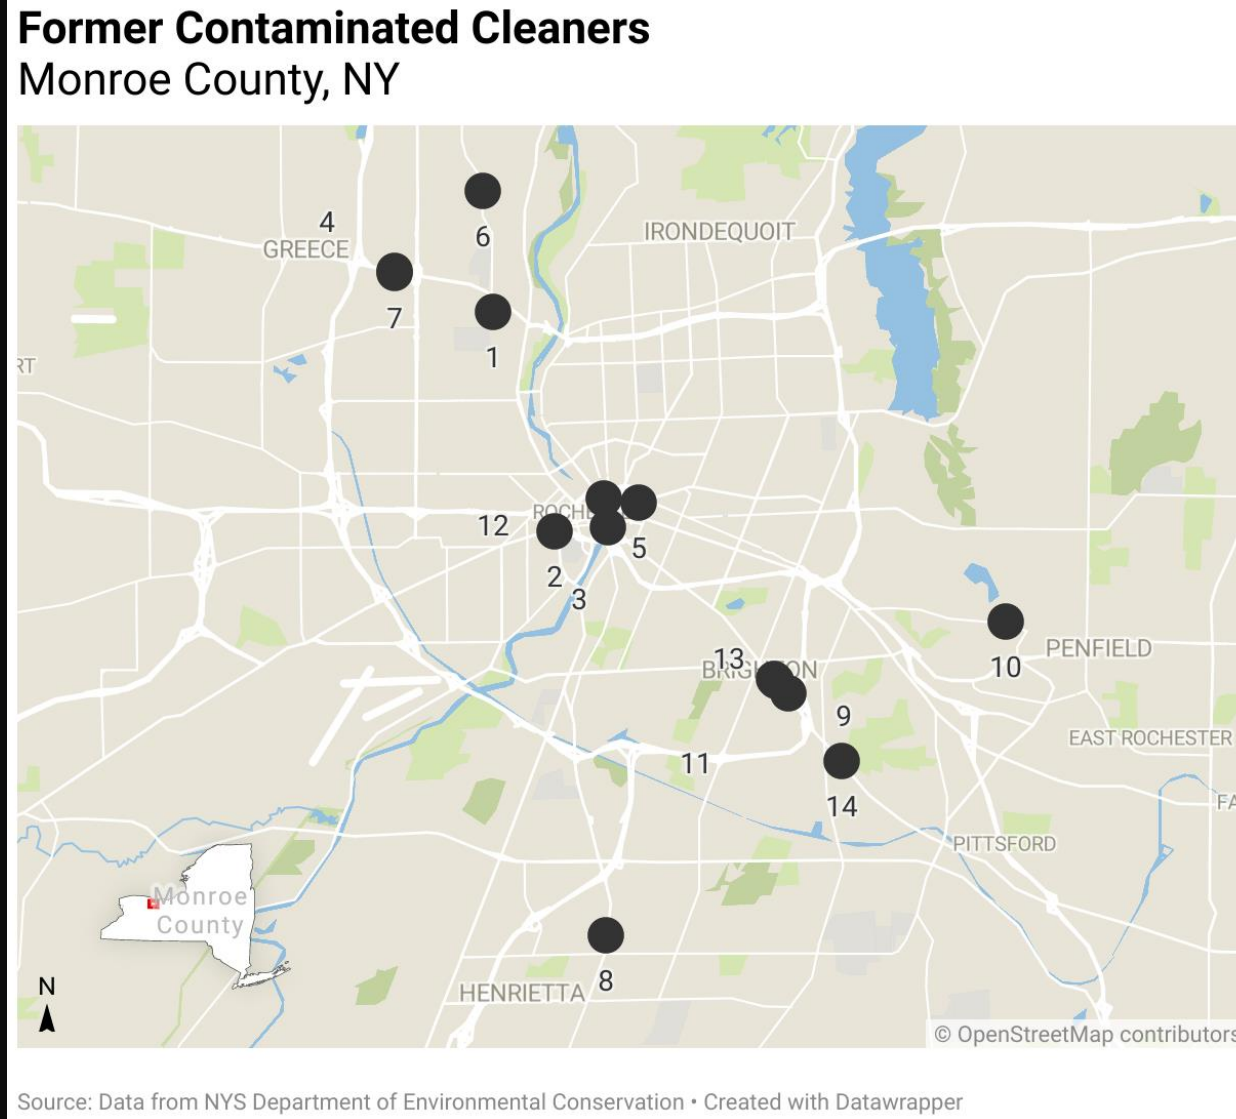 Former Contaminated Cleaners
Monroe County, NY
4
GREECE
6
IRONDEQUOIT
7
1
RT
12
5
2
3
13
10
PENFIELD
9
EAST ROCHESTER
11
14
FA
PITTSFORD
Monroe
County
8
HENRIETTA
N
© OpenStreetMap contributors
Source: Data from NYS Department of Environmental Conservation • Created with Datawrapper